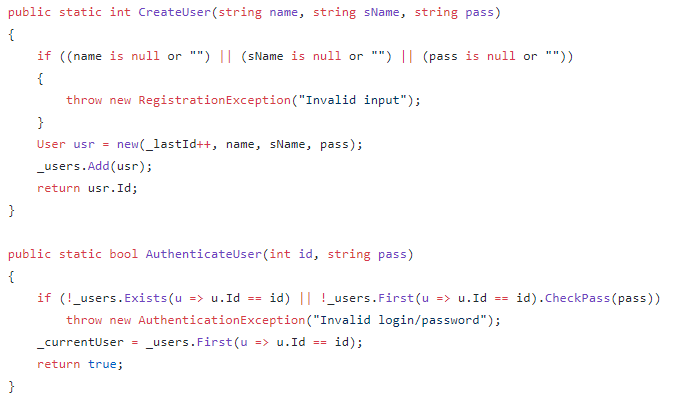 public static int CreateUser(string name, string sName, string pass)
{
    if ((name is null or "") || (sName is null or "") || (pass is null or ""))
    {
        throw new RegistrationException("Invalid input");
    }
    User usr = new(_lastId++, name, sName, pass);
    _users.Add(usr);
    return usr.Id;
}

public static bool AuthenticateUser(int id, string pass)
{
    if (!_users.Exists(u => u.Id == id) || !_users.First(u => u.Id == id).CheckPass(pass))
        throw new AuthenticationException("Invalid login/password");
    _currentUser = _users.First(u => u.Id == id);
    return true;
}